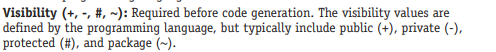 Visibility (+, -, #, ~): Required before code generation. The visibility values are
defined by the programming language, but typically include public (+), private (-),
protected (#), and package (~).